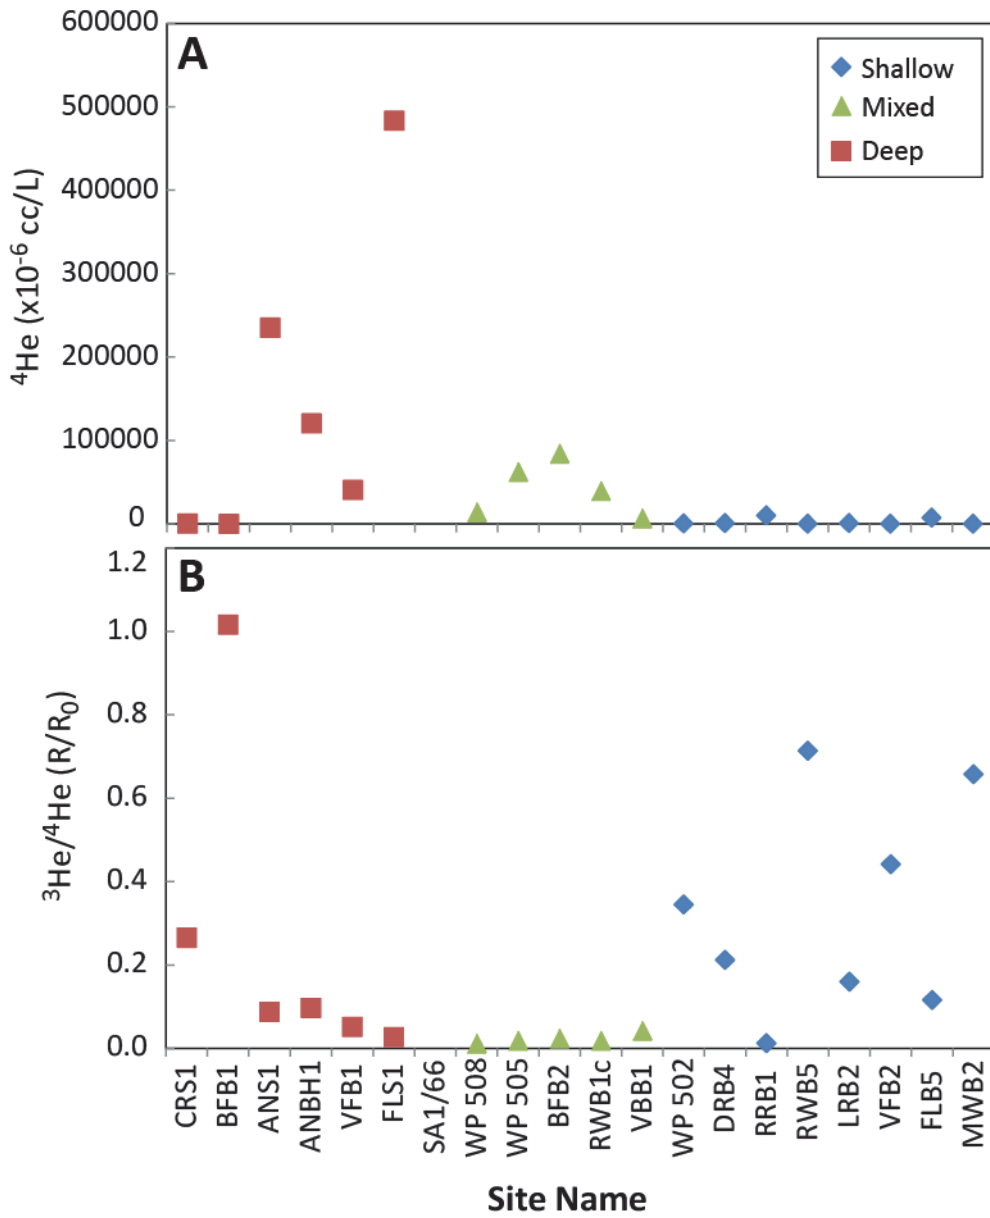 600000
A
Shallow
Mixed
Deep
500000
400000
300000
200000
100000
0
⁴He (x10⁻⁶ cc/L)
1.2
B
1.0
0.8
0.6
0.4
0.2
0.0
³He/⁴He (R/R₀)
CRS1
BFB1
ANS1
ANBH1
VFB1
FLS1
SA1/66
WP 508
WP 505
BFB2
RWB1c
VBB1
WP 502
DRB4
RRB1
RWB5
LRB2
VFB2
FLB5
MWB2
Site Name